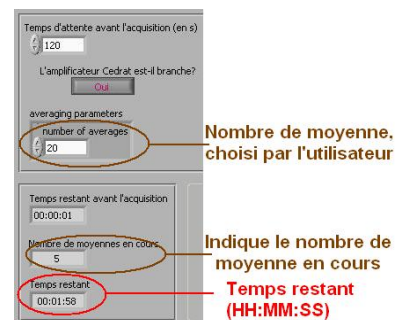 Temps d'attente avant l'acquisition (en s)
120
L'amplificateur Cedrat est-il branche?
Oui
averaging parameters
number of averages
20
Nombre de moyenne,
choisi par l'utilisateur
Temps restant avant l'acquisition
00:00:01
Nombre de moyennes en cours
5
Indique le nombre de
moyenne en cours
Temps restant
00:01:58
Temps restant
(HH:MM:SS)